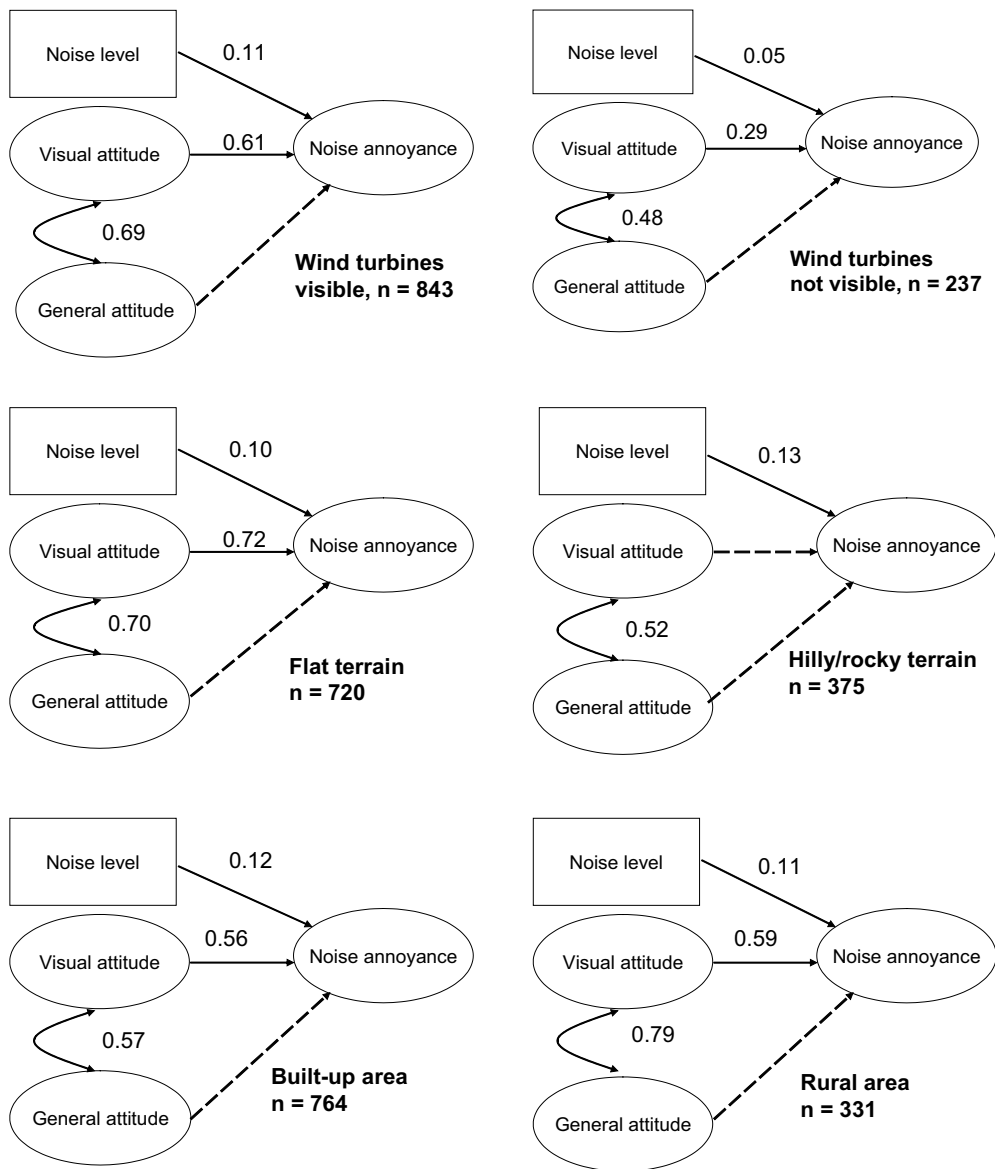 Noise level
0.11
Visual attitude
0.61
Noise annoyance
0.69
General attitude
Wind turbines
visible, n = 843
Noise level
0.05
Visual attitude
0.29
Noise annoyance
0.48
General attitude
Wind turbines
not visible, n = 237
Noise level
0.10
Visual attitude
0.72
Noise annoyance
0.70
General attitude
Flat terrain
n = 720
Noise level
0.13
Visual attitude
Noise annoyance
0.52
General attitude
Hilly/rocky terrain
n = 375
Noise level
0.12
Visual attitude
0.56
Noise annoyance
0.57
General attitude
Built-up area
n = 764
Noise level
0.11
Visual attitude
0.59
Noise annoyance
0.79
General attitude
Rural area
n = 331